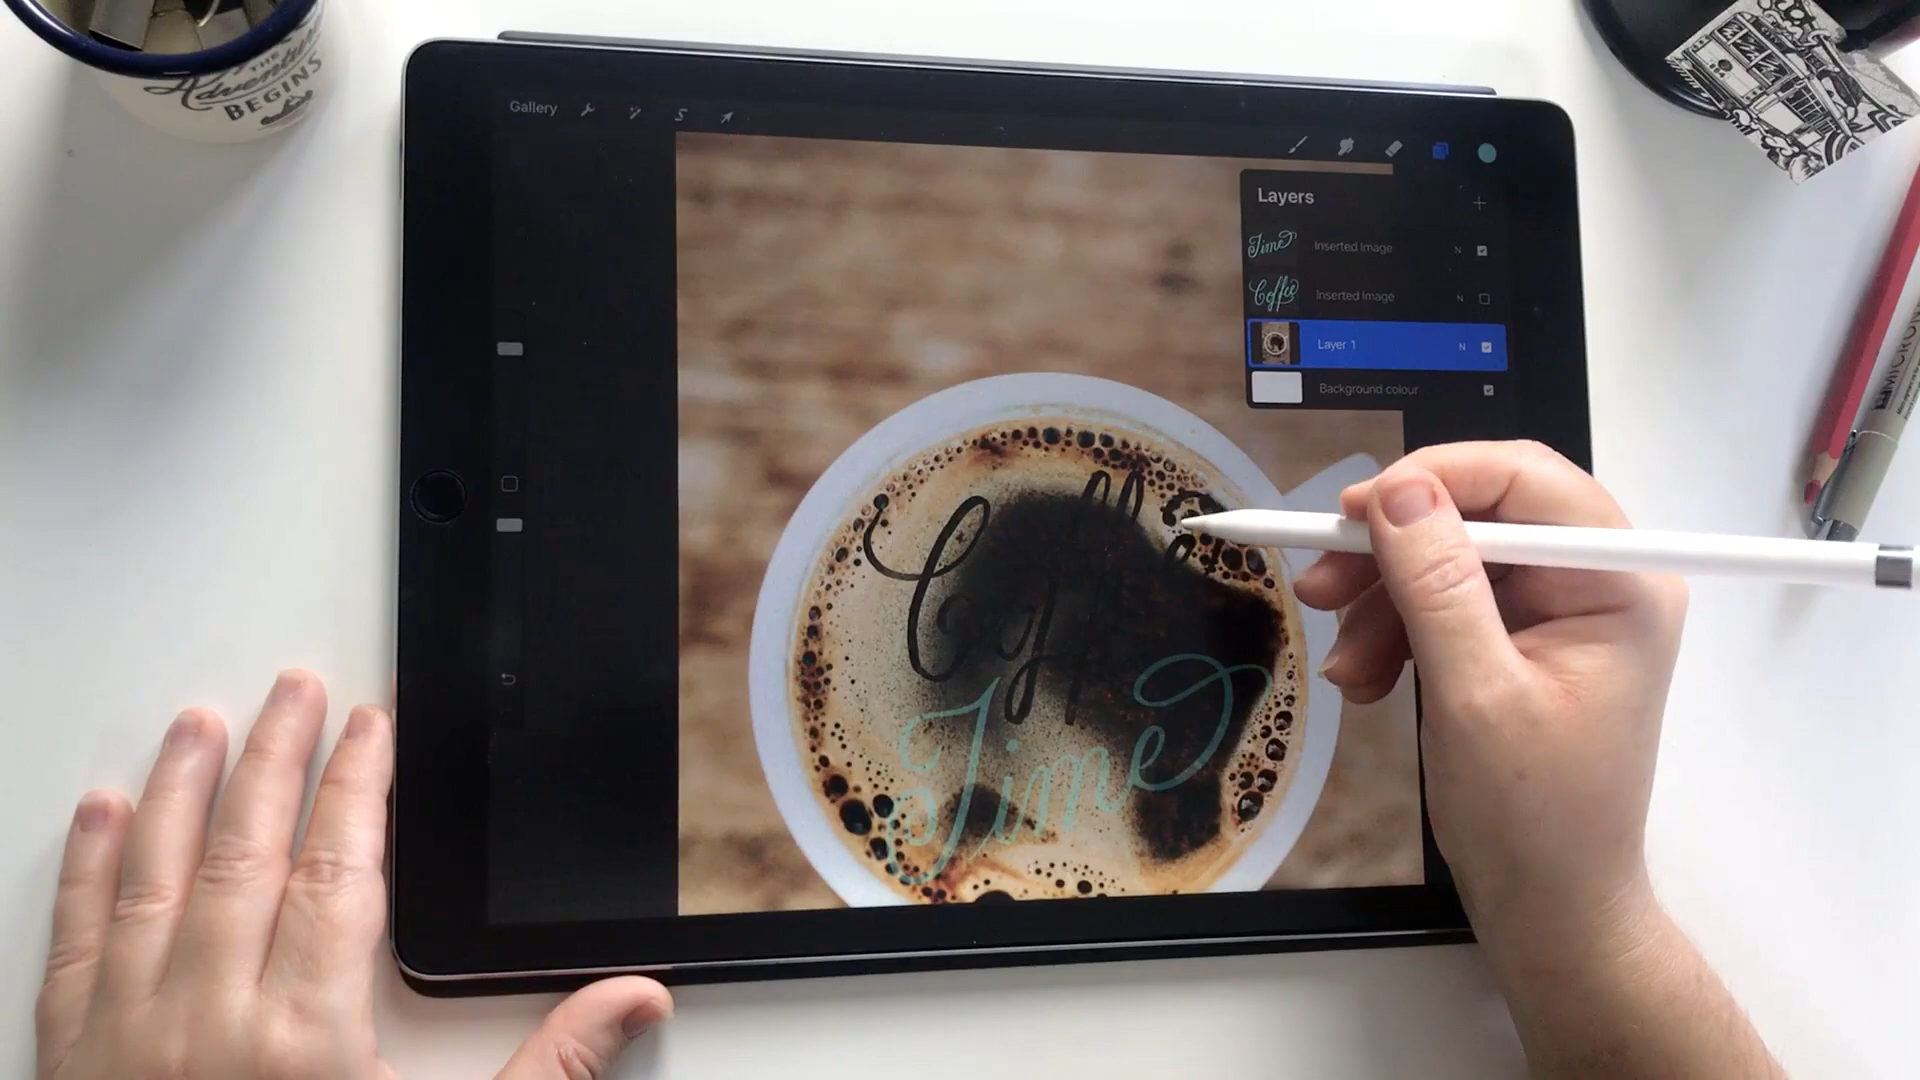 THE
Adventure
BEGINS
Gallery
Layers
Time
Inserted Image
N
Coffee
Inserted Image
N
Layer 1
N
Background colour
Coffee
Time
MICRON